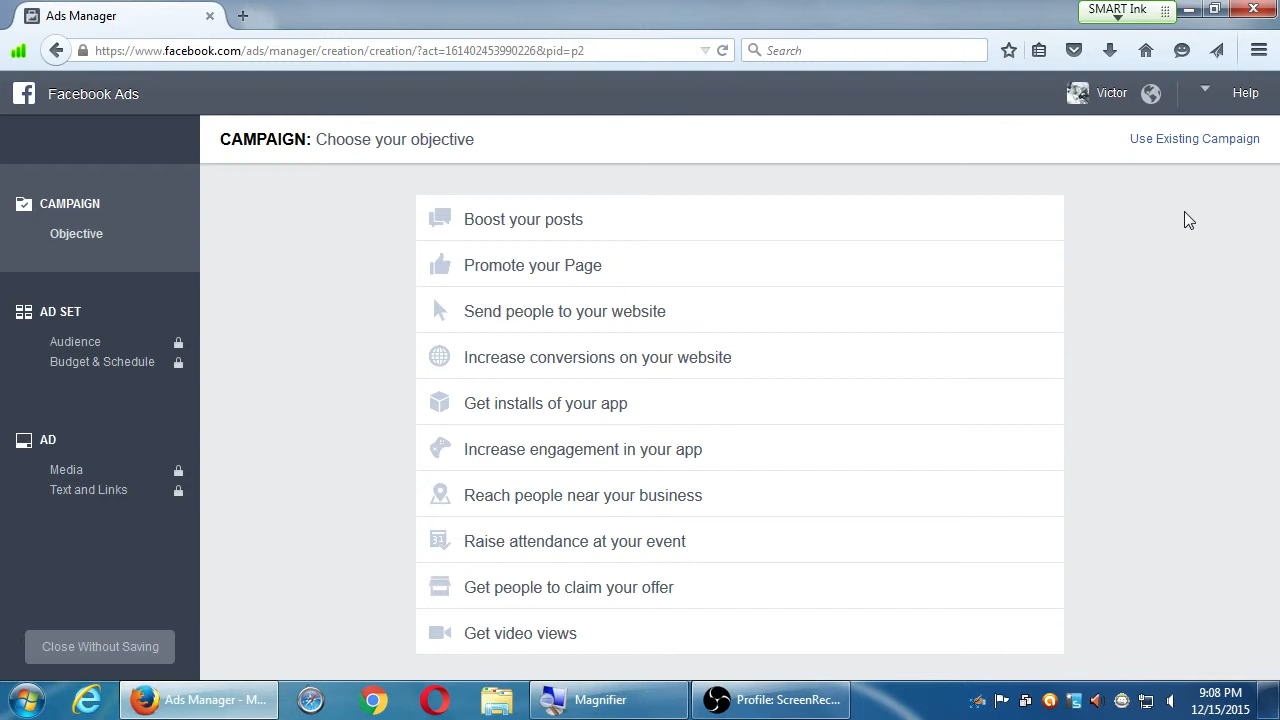 Ads Manager
SMART Ink
https://www.facebook.com/ads/manager/creation/creation/?act=161402453990226&pid=p2
Search
Facebook Ads
Victor
Help
CAMPAIGN: Choose your objective
Use Existing Campaign
CAMPAIGN
Objective
AD SET
Audience
Budget & Schedule
AD
Media
Text and Links
Close Without Saving
Boost your posts
Promote your Page
Send people to your website
Increase conversions on your website
Get installs of your app
Increase engagement in your app
Reach people near your business
31
Raise attendance at your event
Get people to claim your offer
Get video views
Ads Manager - M...
Magnifier
Profile: ScreenRec...
9:08 PM
12/15/2015